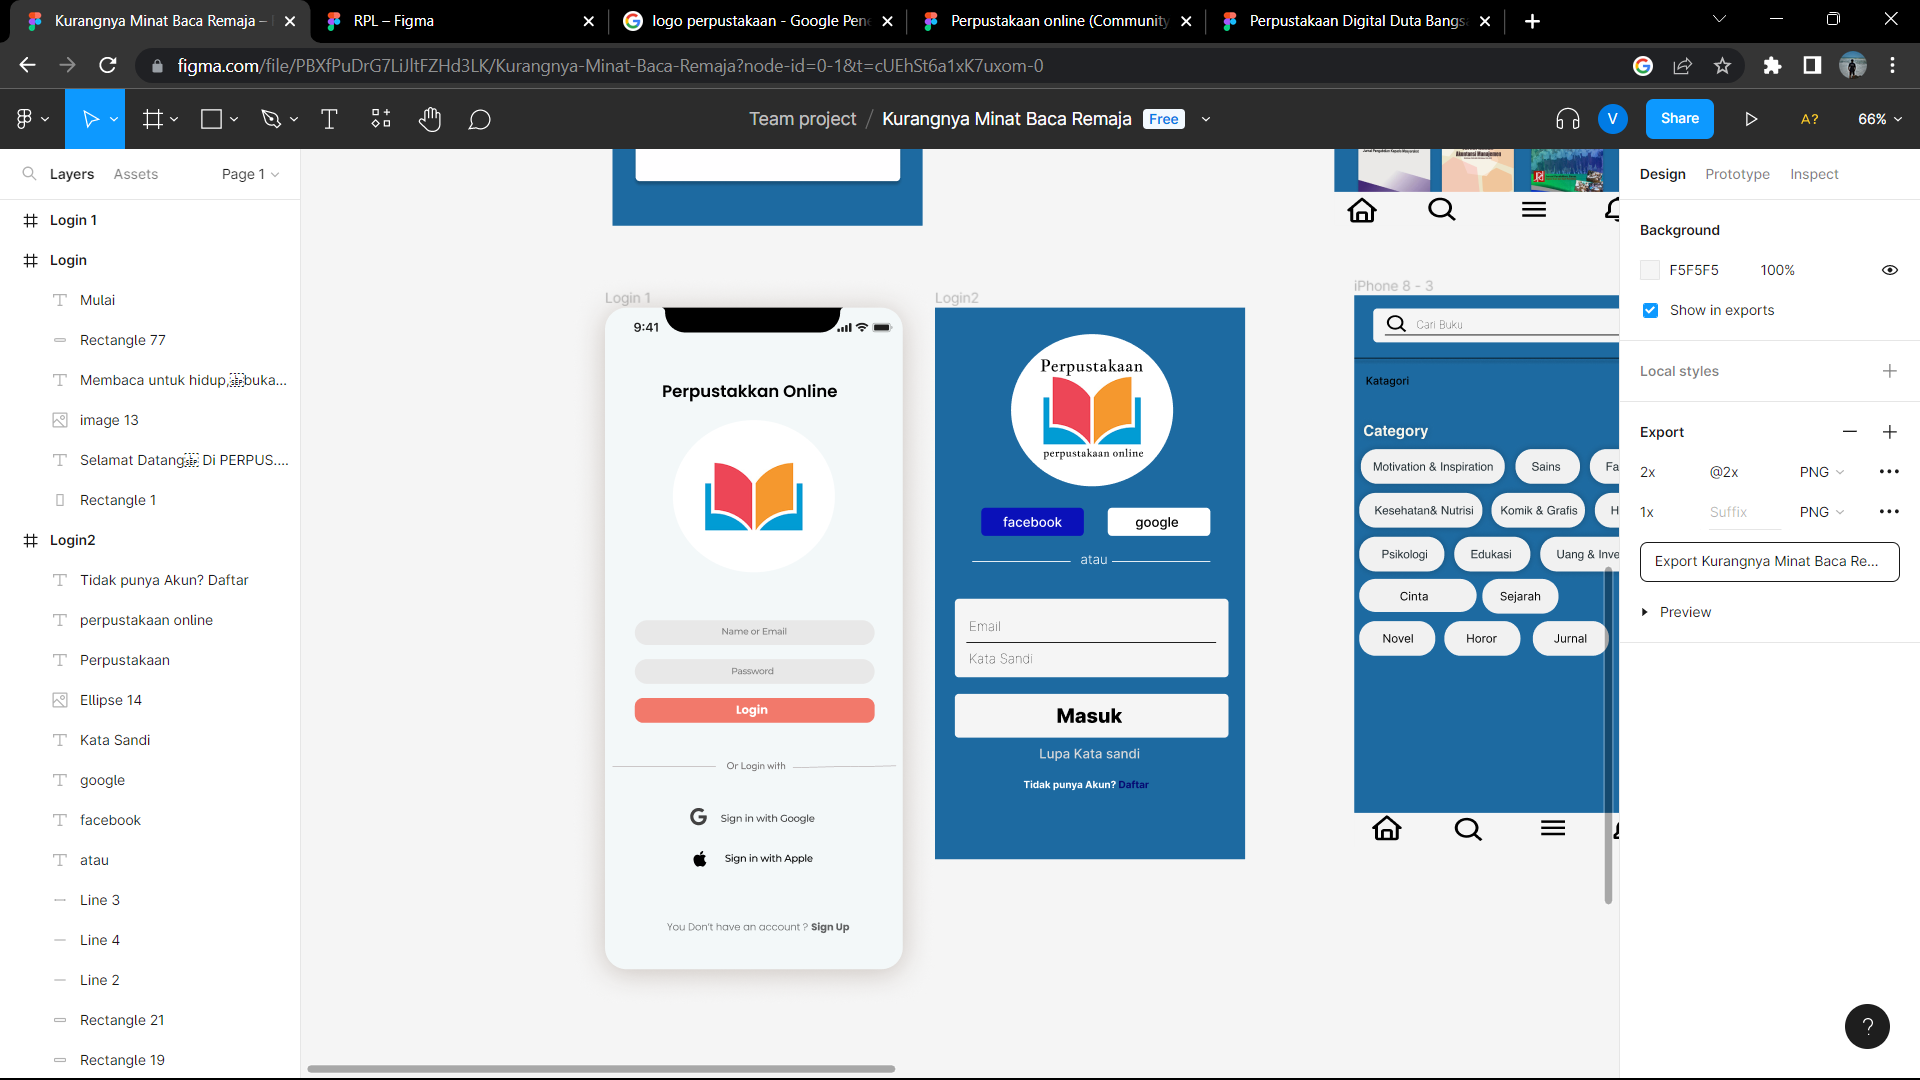 Kurangnya Minat Baca Remaja –
RPL – Figma
logo perpustakaan - Google Pen
Perpustakaan online (Community
Perpustakaan Digital Duta Bangs
figma.com/file/PBXfPuDrG7LiJltFZHd3LK/Kurangnya-Minat-Baca-Remaja?node-id=0-1&t=cUEhSt6a1xK7uxom-0
Team project / Kurangnya Minat Baca Remaja Free
V
Share
A?
66%
Layers Assets Page 1
Login 1
Login
Mulai
Rectangle 77
Membaca untuk hidup, buka...
image 13
Selamat Datang Di PERPUS....
Rectangle 1
Login2
Tidak punya Akun? Daftar
perpustakaan online
Perpustakaan
Ellipse 14
Kata Sandi
google
facebook
atau
Line 3
Line 4
Line 2
Rectangle 21
Rectangle 19
Login 1
9:41
Perpustakkan Online
Name or Email
Password
Login
Or Login with
Sign in with Google
Sign in with Apple
You Don't have an account ? Sign Up
Login2
Perpustakaan
perpustakaan online
facebook google
atau
Email
Kata Sandi
Masuk
Lupa Kata sandi
Tidak punya Akun? Daftar
Akuntansi Manajemen
iPhone 8 - 3
Cari Buku
Katagori
Category
Motivation & Inspiration Sains Fa
Kesehatan& Nutrisi Komik & Grafis H
Psikologi Edukasi Uang & Inve
Cinta Sejarah
Novel Horor Jurnal
Design Prototype Inspect
Background
F5F5F5 100%
Show in exports
Local styles
Export
2x @2x PNG
1x Suffix PNG
Export Kurangnya Minat Baca Re...
Preview
?